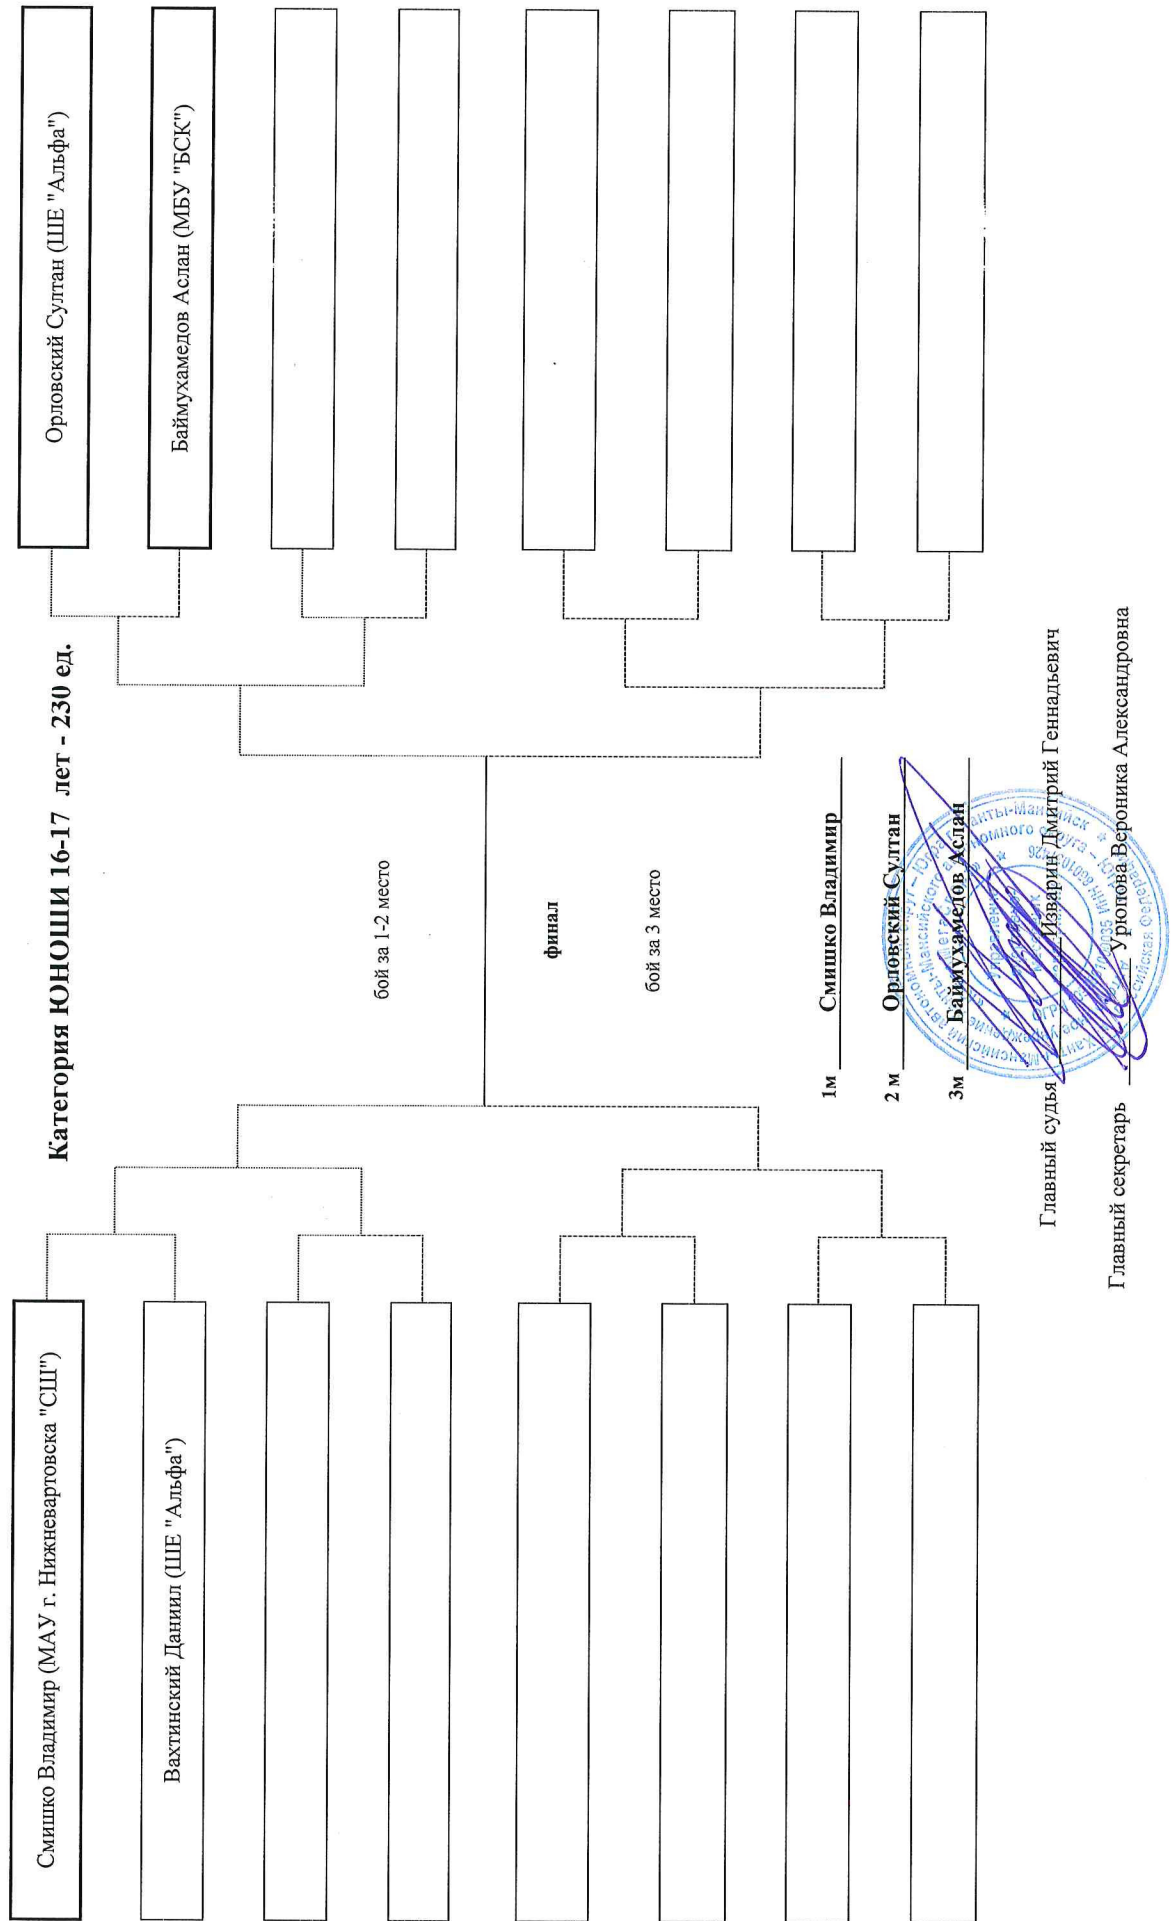 Категория ЮНОШИ 16-17 лет - 230 ед.
Смишко Владимир (МАУ г. Нижневартовска "СШ")
Вахтинский Даниил (ШЕ "Альфа")
Орловский Султан (ШЕ "Альфа")
Баймухамедов Аслан (МБУ "БСК")
бой за 1-2 место
финал
бой за 3 место
1м Смишко Владимир
2 м Орловский Султан
3м Баймухамедов Аслан
Главный судья Изварин Дмитрий Геннадьевич
Главный секретарь Урюпова Вероника Александровна